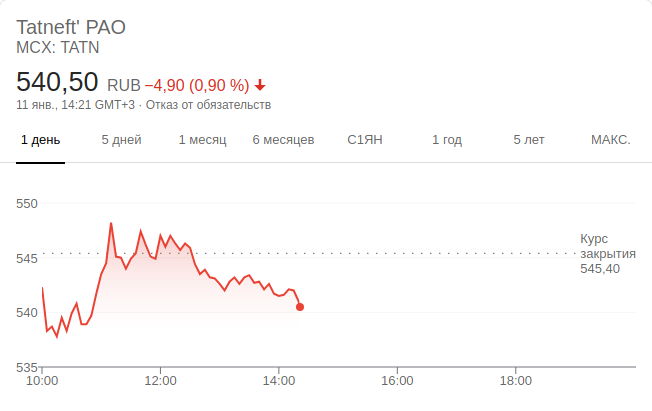 Tatneft' PAO
MCX: TATN
540,50 RUB −4,90 (0,90 %)
11 янв., 14:21 GMT+3 · Отказ от обязательств
1 день 5 дней 1 месяц 6 месяцев С1ЯН 1 год 5 лет МАКС.
550
545
540
535
Курс
закрытия
545,40
10:00 12:00 14:00 16:00 18:00